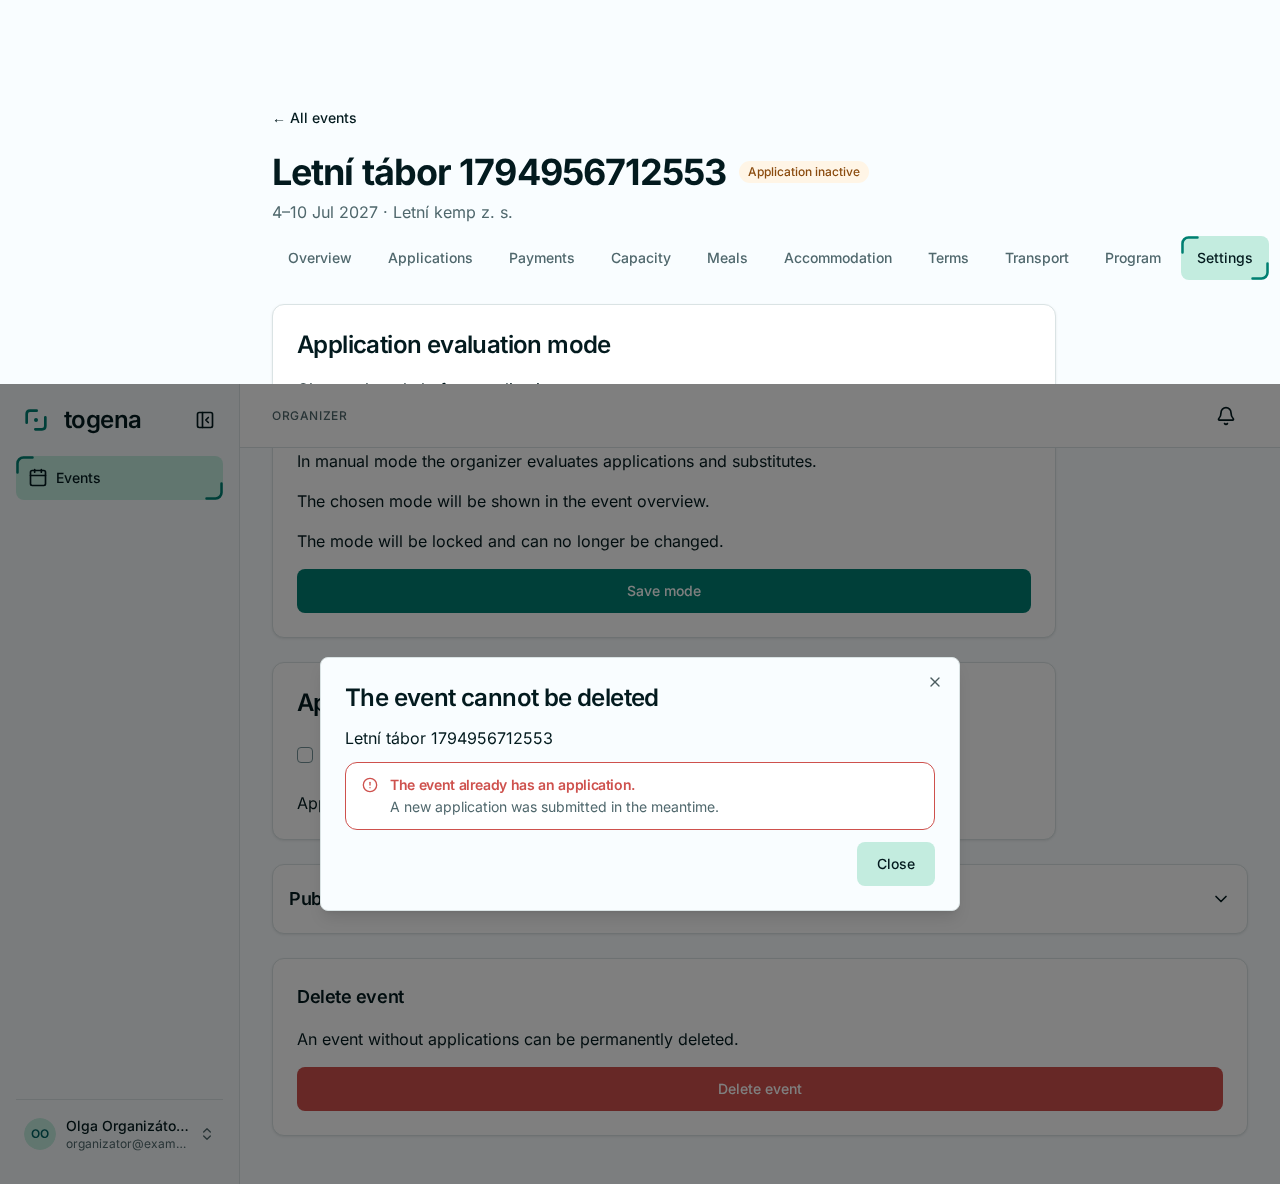 ← All events
Letní tábor 1794956712553
Application inactive
4–10 Jul 2027 · Letní kemp z. s.
Overview
Applications
Payments
Capacity
Meals
Accommodation
Terms
Transport
Program
Settings
Application evaluation mode
togena
ORGANIZER
Events
In manual mode the organizer evaluates applications and substitutes.
The chosen mode will be shown in the event overview.
The mode will be locked and can no longer be changed.
Save mode
The event cannot be deleted
Letní tábor 1794956712553
The event already has an application.
A new application was submitted in the meantime.
Close
Delete event
An event without applications can be permanently deleted.
Delete event
OO
Olga Organizáto...
organizator@exam...